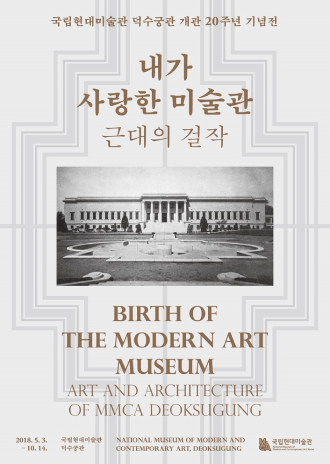 국립현대미술관 덕수궁관 개관 20주년 기념전
내가
사랑한 미술관
근대의 걸작
BIRTH OF
THE MODERN ART
MUSEUM
ART AND ARCHITECTURE
OF MMCA DEOKSUGUNG
2018. 5. 3.
– 10. 14.
국립현대미술관
덕수궁관
NATIONAL MUSEUM OF MODERN AND
CONTEMPORARY ART, DEOKSUGUNG
국립현대미술관